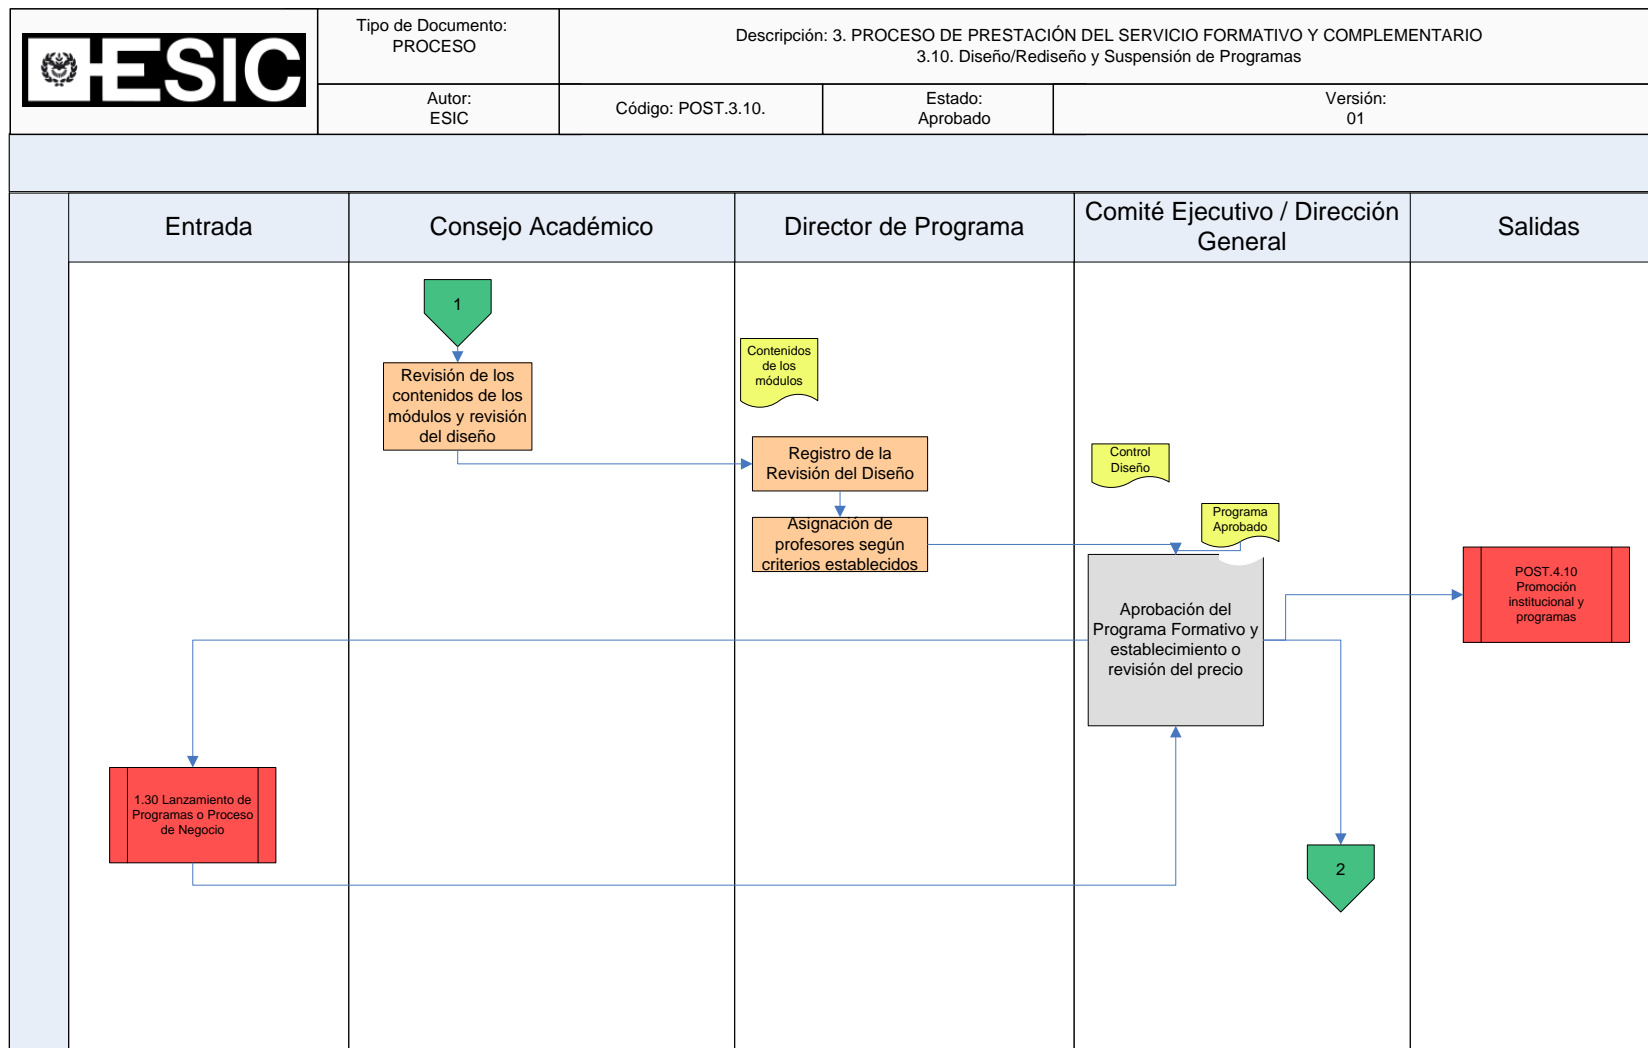 ESIC
Tipo de Documento:
PROCESO
Descripción: 3. PROCESO DE PRESTACIÓN DEL SERVICIO FORMATIVO Y COMPLEMENTARIO
3.10. Diseño/Rediseño y Suspensión de Programas
Autor:
ESIC
Código: POST.3.10.
Estado:
Aprobado
Versión:
01
Entrada
Consejo Académico
Director de Programa
Comité Ejecutivo / Dirección
General
Salidas
1
Revisión de los
contenidos de los
módulos y revisión
del diseño
Contenidos
de los
módulos
Registro de la
Revisión del Diseño
Control
Diseño
Asignación de
profesores según
criterios establecidos
Programa
Aprobado
Aprobación del
Programa Formativo y
establecimiento o
revisión del precio
POST.4.10
Promoción
institucional y
programas
1.30 Lanzamiento de
Programas o Proceso
de Negocio
2